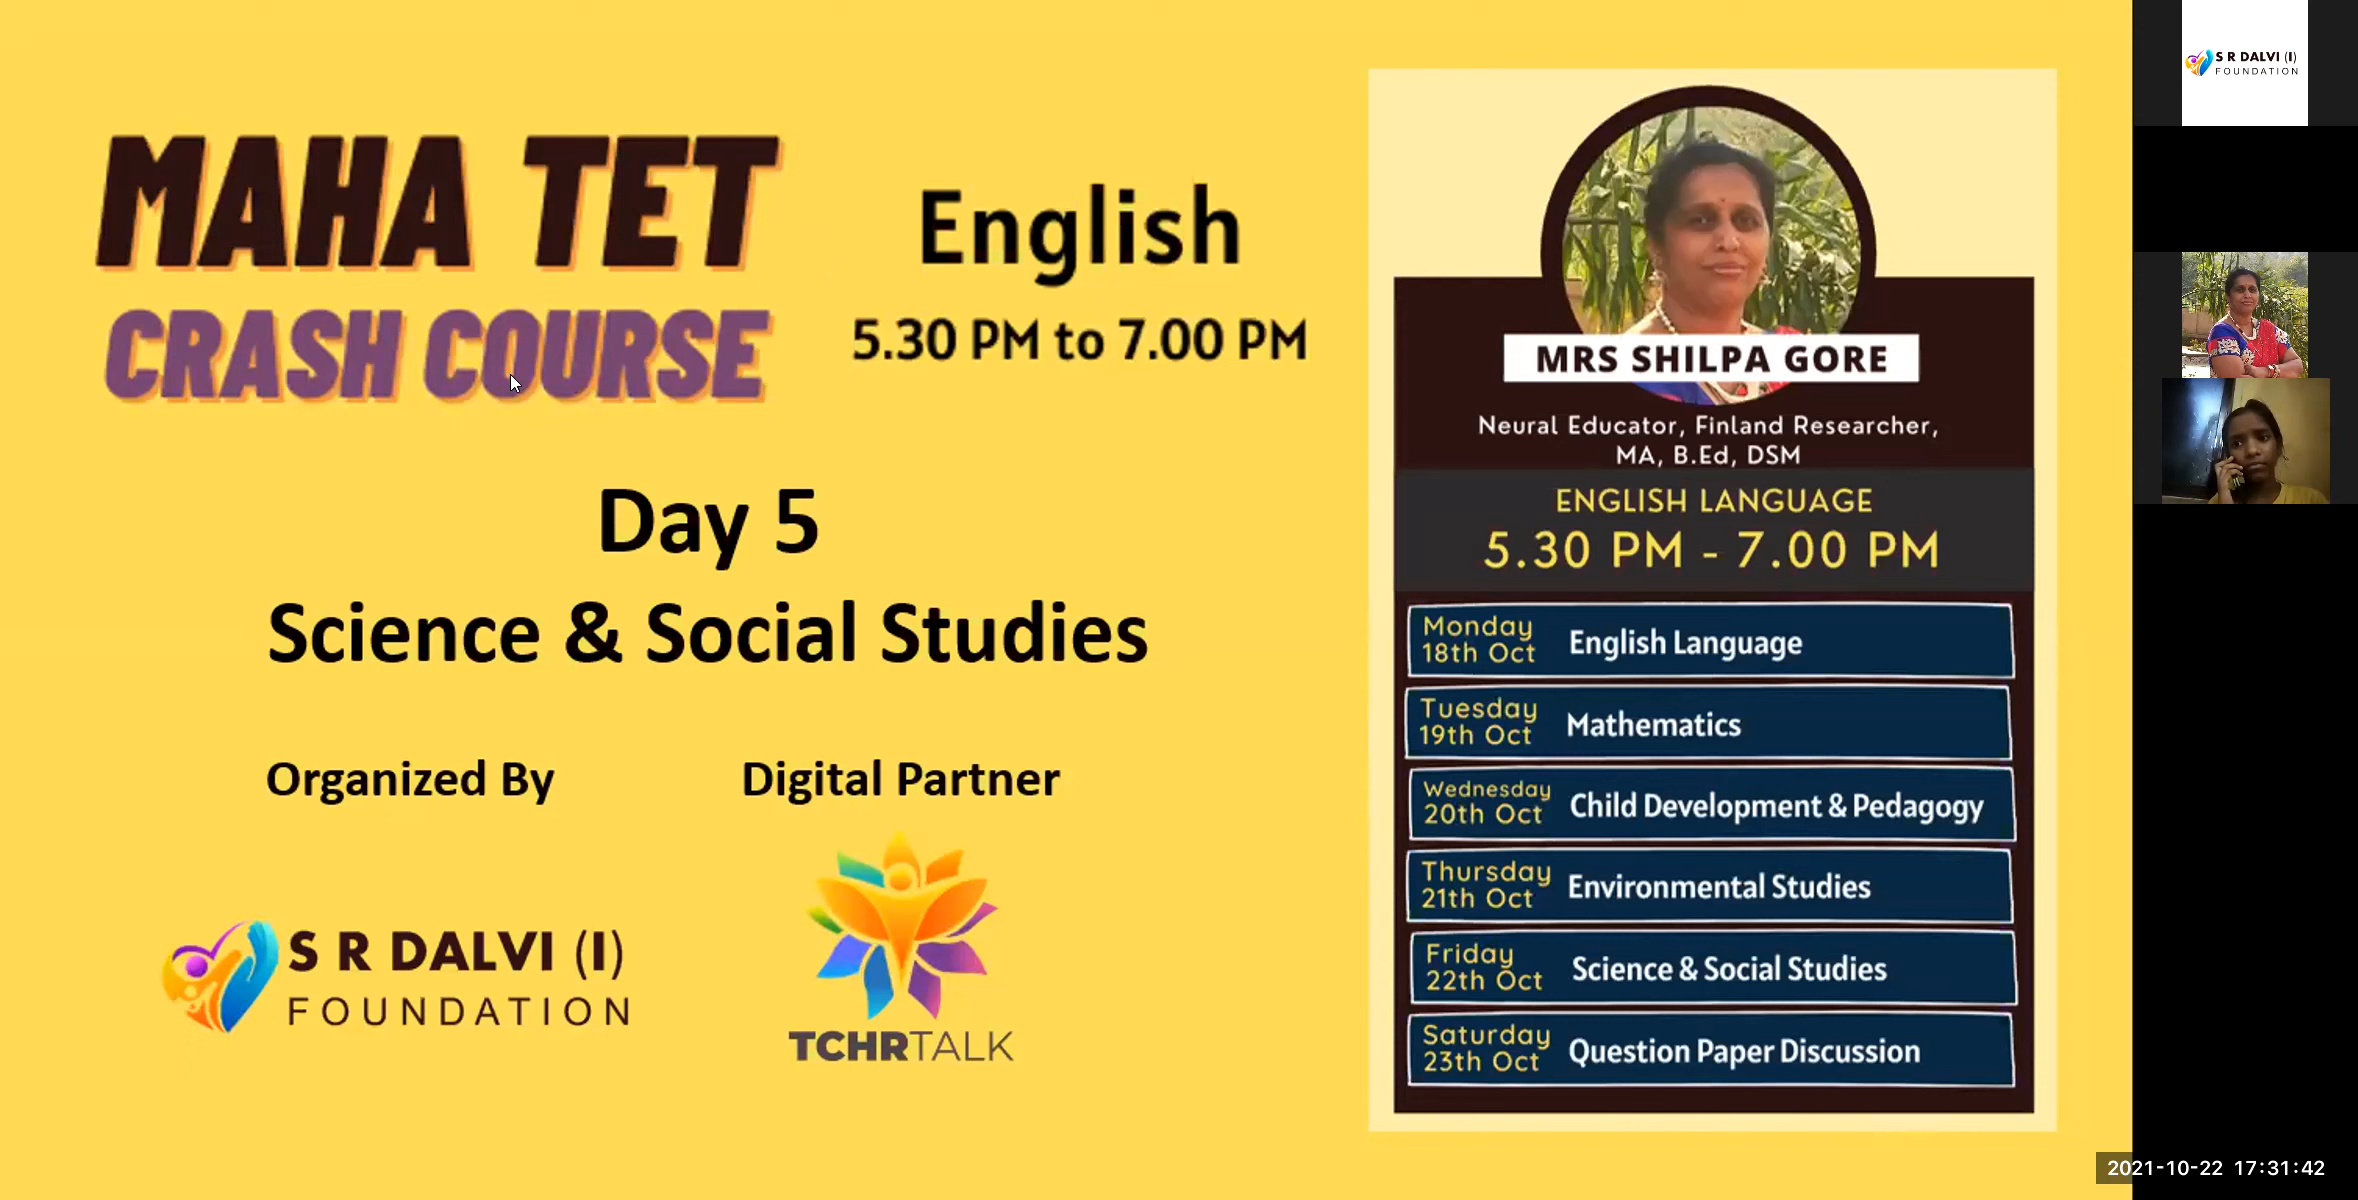 MAHA TET
CRASH COURSE
English
5.30 PM to 7.00 PM
Day 5
Science & Social Studies
Organized By
Digital Partner
S R DALVI (I)
FOUNDATION
TCHRTALK
MRS SHILPA GORE
Neural Educator, Finland Researcher,
MA, B.Ed, DSM
ENGLISH LANGUAGE
5.30 PM - 7.00 PM
Monday
18th Oct
English Language
Tuesday
19th Oct
Mathematics
Wednesday
20th Oct
Child Development & Pedagogy
Thursday
21th Oct
Environmental Studies
Friday
22th Oct
Science & Social Studies
Saturday
23th Oct
Question Paper Discussion
S R DALVI (I)
FOUNDATION
2021-10-22 17:31:42